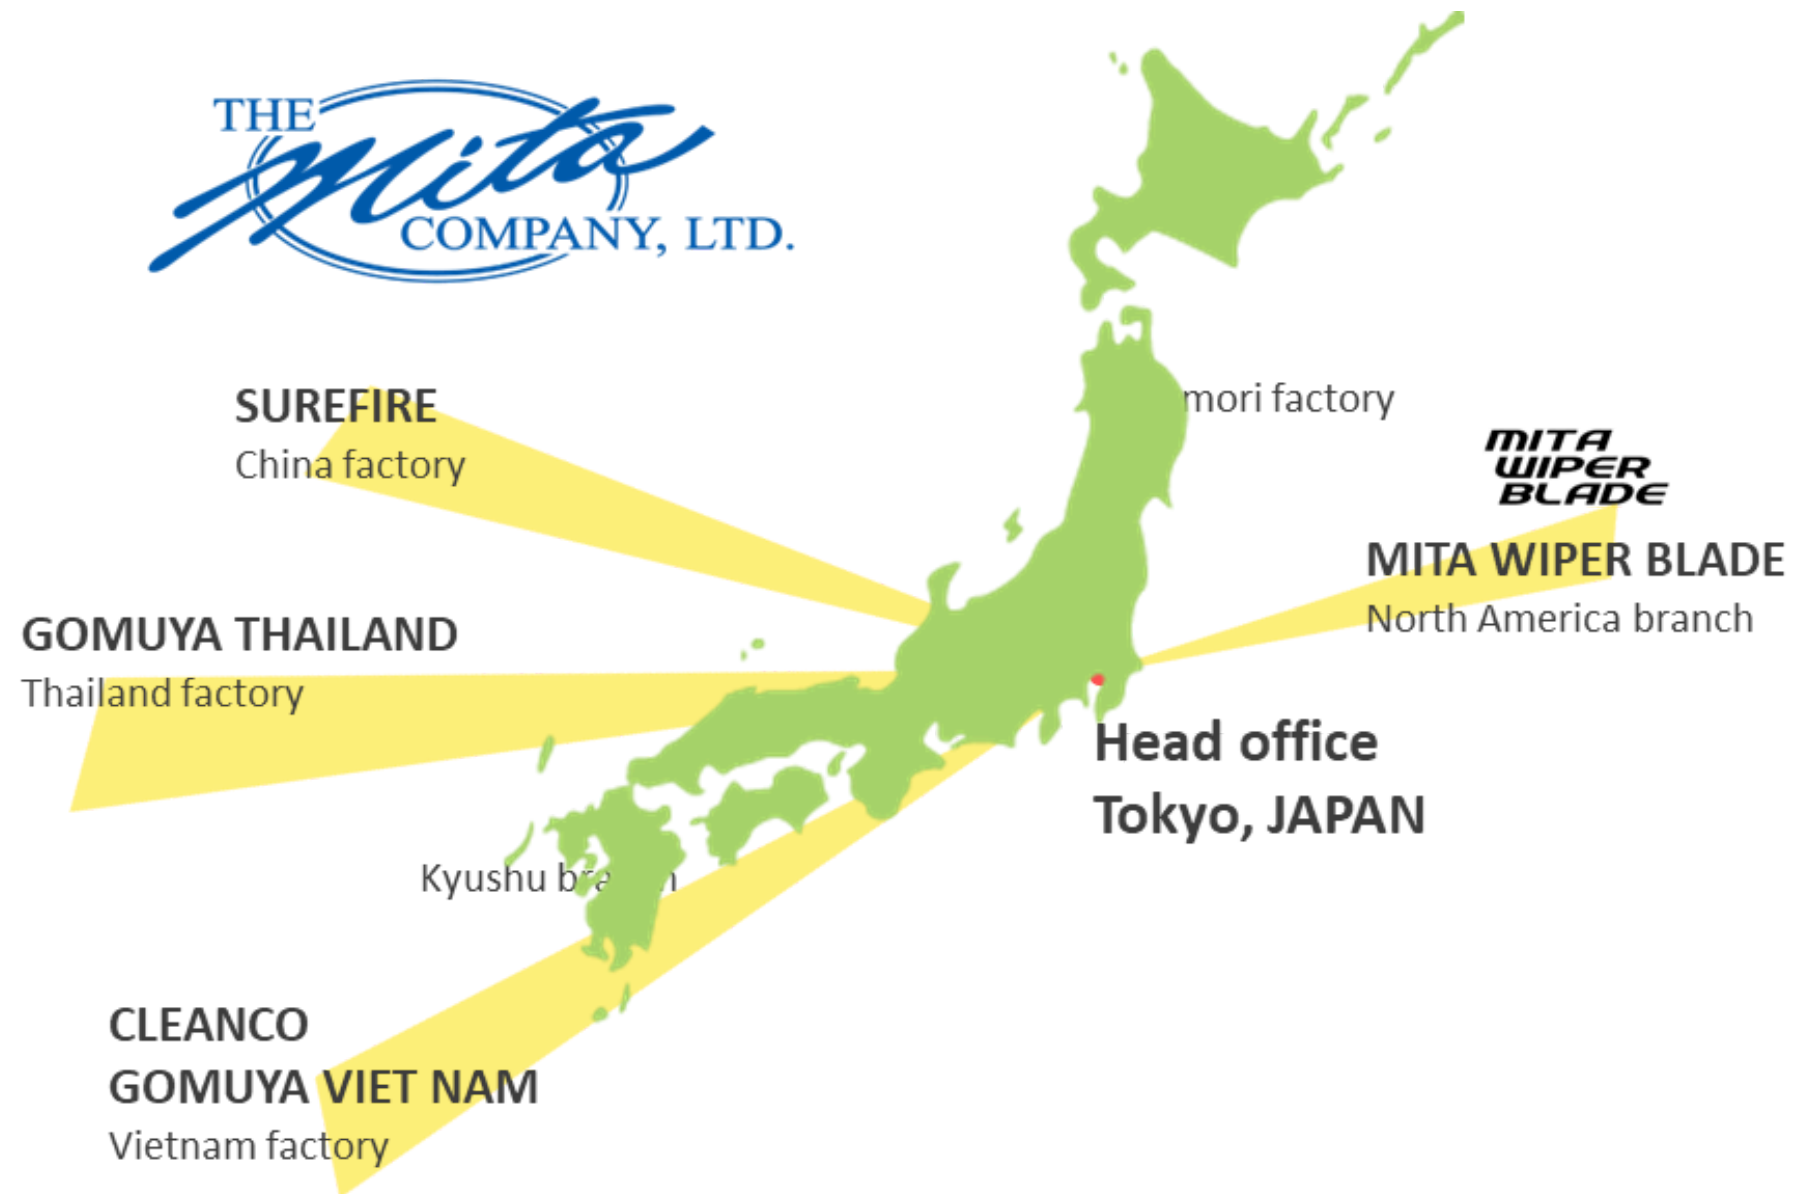 THE
Mita
COMPANY, LTD.
SUREFIRE
China factory
mori factory
MITA
WIPER
BLADE
MITA WIPER BLADE
North America branch
GOMUYA THAILAND
Thailand factory
Head office
Tokyo, JAPAN
Kyushu
CLEANCO
GOMUYA VIET NAM
Vietnam factory